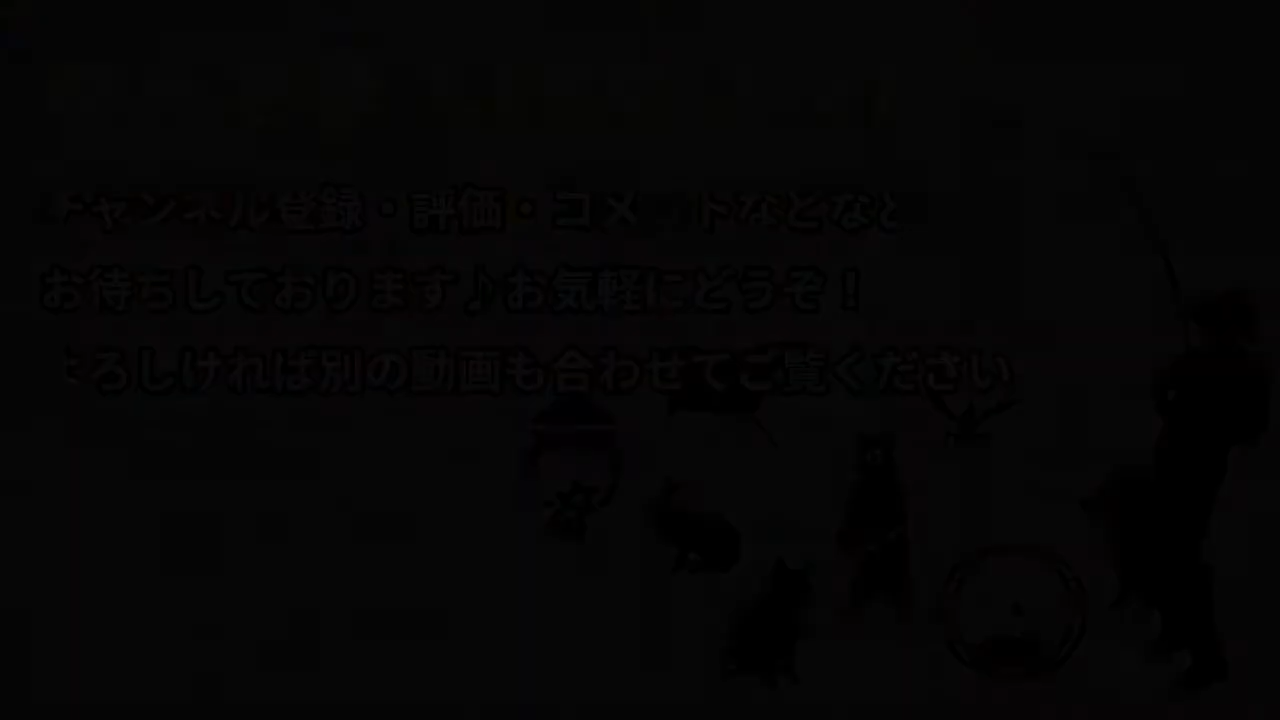 チャンネル登録・評価・コメントなどなど
お待ちしております♪お気軽にどうぞ！
よろしければ別の動画も合わせてご覧ください